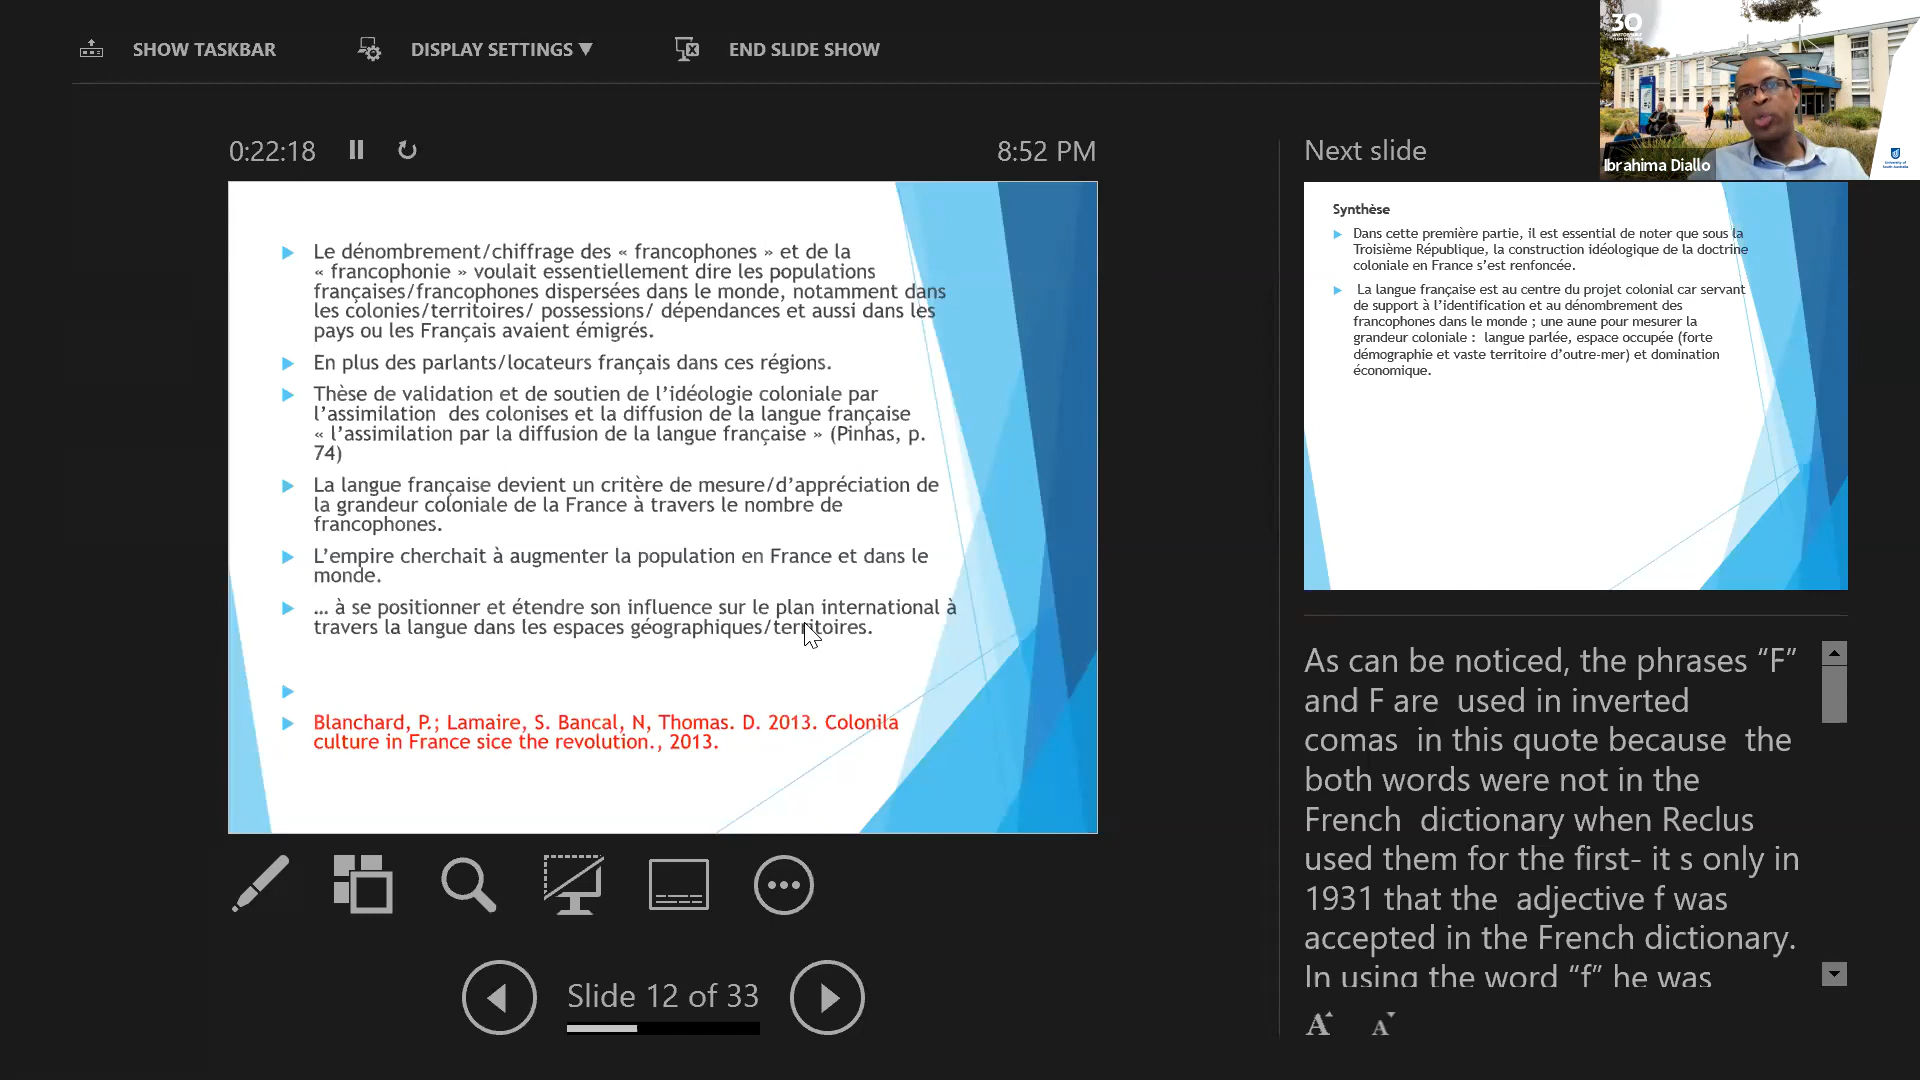 SHOW TASKBAR
DISPLAY SETTINGS ▼
END SLIDE SHOW
30
Ibrahima Diallo
University of
South Australia
0:22:18
8:52 PM
Next slide
Le dénombrement/chiffrage des « francophones » et de la
« francophonie » voulait essentiellement dire les populations
françaises/francophones dispersées dans le monde, notamment dans
les colonies/territoires/ possessions/ dépendances et aussi dans les
pays ou les Français avaient émigrés.
En plus des parlants/locateurs français dans ces régions.
Thèse de validation et de soutien de l’idéologie coloniale par
l’assimilation des colonises et la diffusion de la langue française
« l’assimilation par la diffusion de la langue française » (Pinhas, p.
74)
La langue française devient un critère de mesure/d’appréciation de
la grandeur coloniale de la France à travers le nombre de
francophones.
L’empire cherchait à augmenter la population en France et dans le
monde.
… à se positionner et étendre son influence sur le plan international à
travers la langue dans les espaces géographiques/territoires.
Blanchard, P.; Lamaire, S. Bancal, N, Thomas. D. 2013. Colonila
culture in France sice the revolution., 2013.
Synthèse
Dans cette première partie, il est essential de noter que sous la
Troisième République, la construction idéologique de la doctrine
coloniale en France s’est renfoncée.
La langue française est au centre du projet colonial car servant
de support à l’identification et au dénombrement des
francophones dans le monde ; une aune pour mesurer la
grandeur coloniale : langue parlée, espace occupée (forte
démographie et vaste territoire d’outre-mer) et domination
économique.
As can be noticed, the phrases “F”
and F are used in inverted
comas in this quote because the
both words were not in the
French dictionary when Reclus
used them for the first- it s only in
1931 that the adjective f was
accepted in the French dictionary.
In using the word “f” he was
Slide 12 of 33
A A